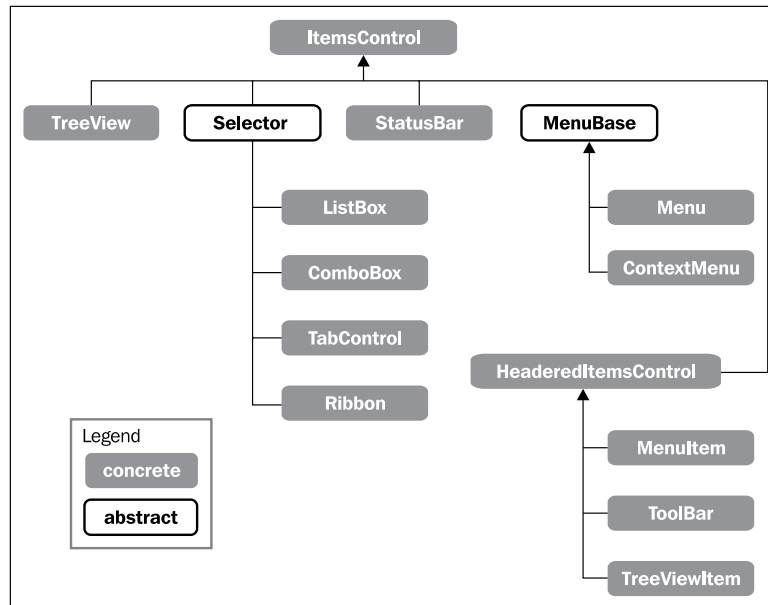 ItemsControl
TreeView
Selector
StatusBar
MenuBase
ListBox
Menu
ComboBox
ContextMenu
TabControl
HeaderedItemsControl
Ribbon
Legend
concrete
abstract
MenuItem
ToolBar
TreeViewItem